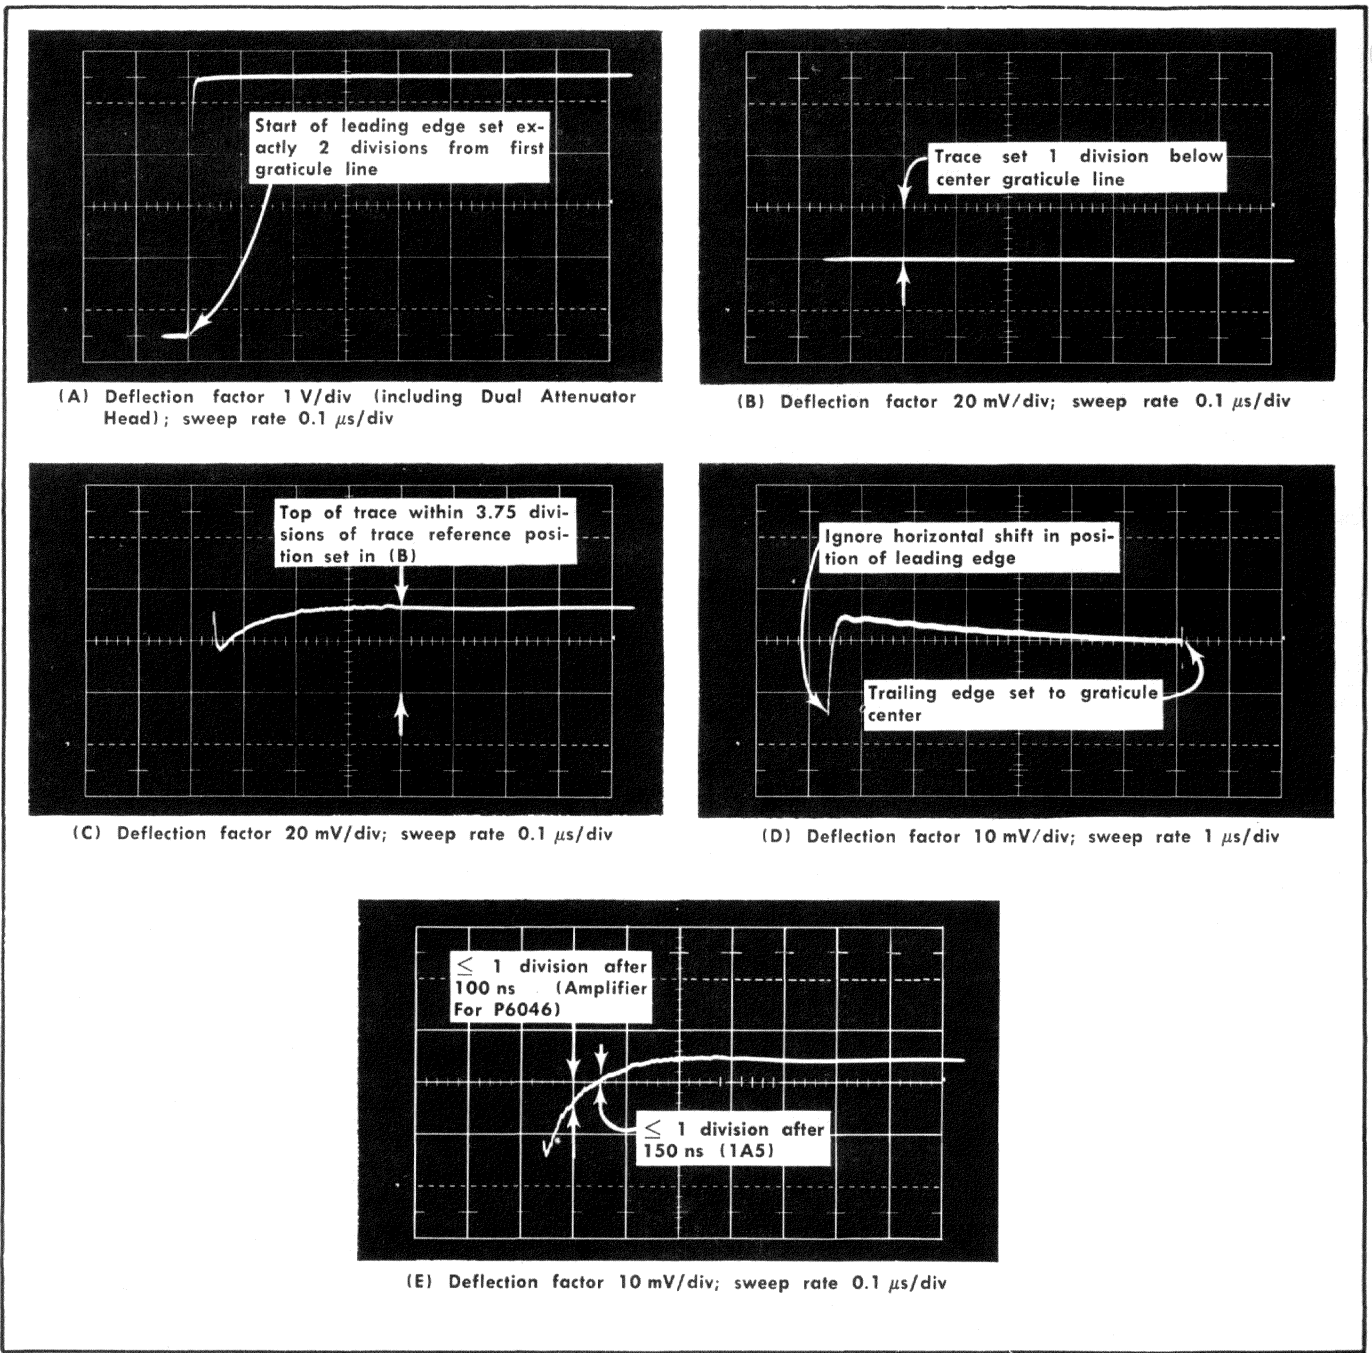 Start of leading edge set ex-
actly 2 divisions from first
graticule line
(A) Deflection factor 1 V/div (including Dual Attenuator
Head); sweep rate 0.1 μs/div
Trace set 1 division below
center graticule line
(B) Deflection factor 20 mV/div; sweep rate 0.1 μs/div
Top of trace within 3.75 divi-
sions of trace reference posi-
tion set in (B)
(C) Deflection factor 20 mV/div; sweep rate 0.1 μs/div
Ignore horizontal shift in posi-
tion of leading edge
Trailing edge set to graticule
center
(D) Deflection factor 10 mV/div; sweep rate 1 μs/div
≤ 1 division after
100 ns (Amplifier
For P6046)
≤ 1 division after
150 ns (1A5)
(E) Deflection factor 10 mV/div; sweep rate 0.1 μs/div